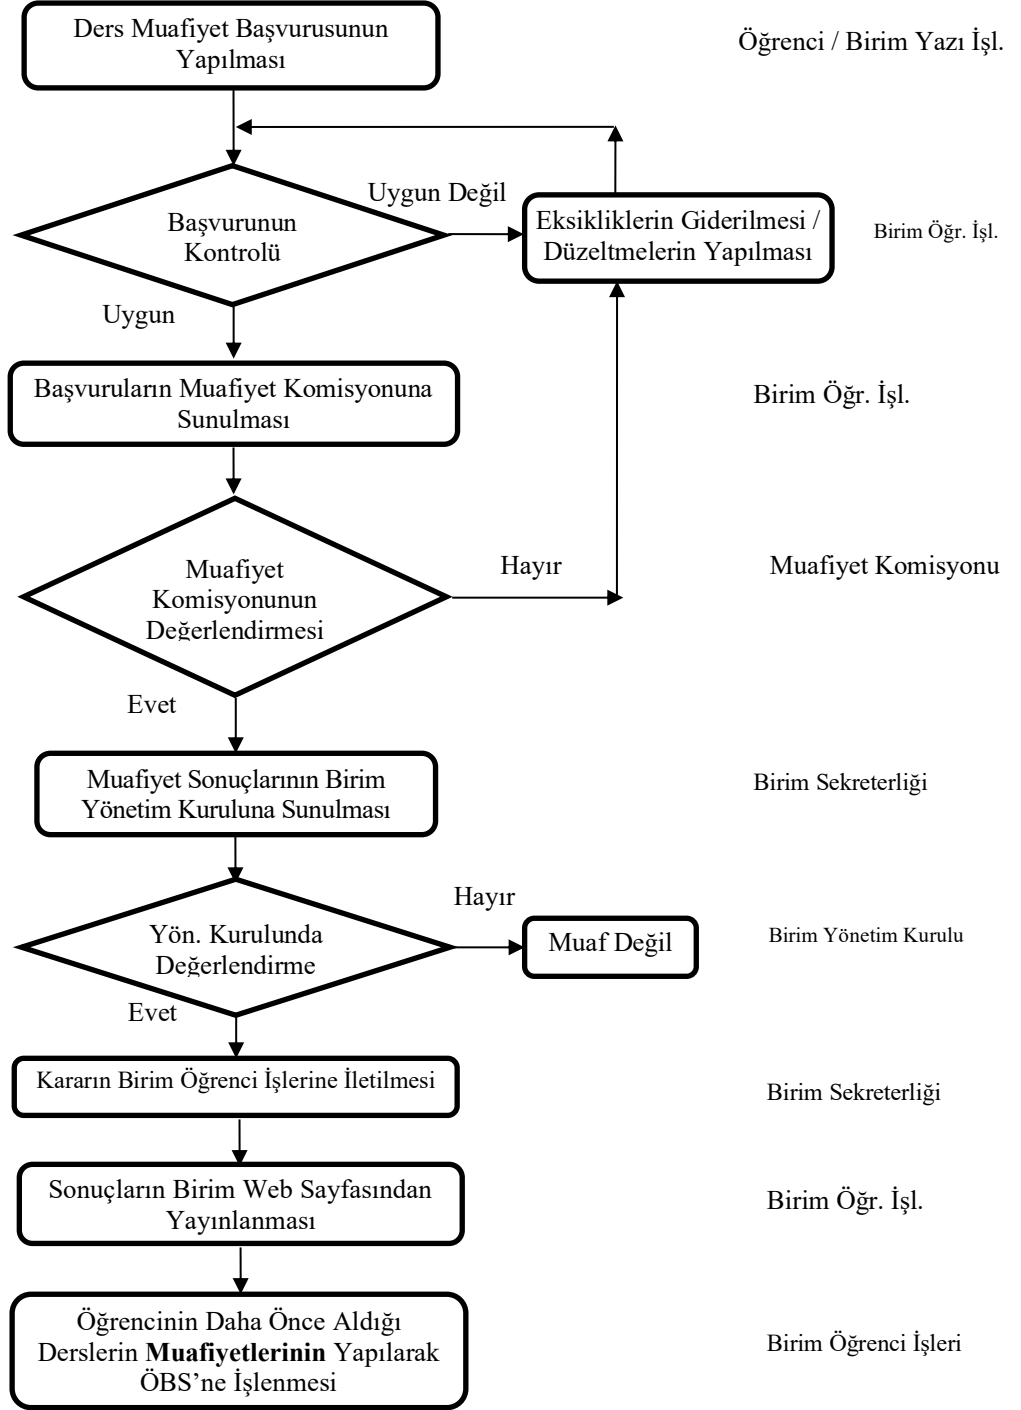 Ders Muafiyet Başvurusunun
Yapılması
Öğrenci / Birim Yazı İşl.
Uygun Değil
Başvurunun
Kontrolü
Eksikliklerin Giderilmesi /
Düzeltmelerin Yapılması
Birim Öğr. İşl.
Uygun
Başvuruların Muafiyet Komisyonuna
Sunulması
Birim Öğr. İşl.
Muafiyet
Komisyonunun
Değerlendirmesi
Hayır
Muafiyet Komisyonu
Evet
Muafiyet Sonuçlarının Birim
Yönetim Kuruluna Sunulması
Birim Sekreterliği
Hayır
Yön. Kurulunda
Değerlendirme
Muaf Değil
Birim Yönetim Kurulu
Evet
Kararın Birim Öğrenci İşlerine İletilmesi
Birim Sekreterliği
Sonuçların Birim Web Sayfasından
Yayınlanması
Birim Öğr. İşl.
Öğrencinin Daha Önce Aldığı
Derslerin Muafiyetlerinin Yapılarak
ÖBS’ne İşlenmesi
Birim Öğrenci İşleri